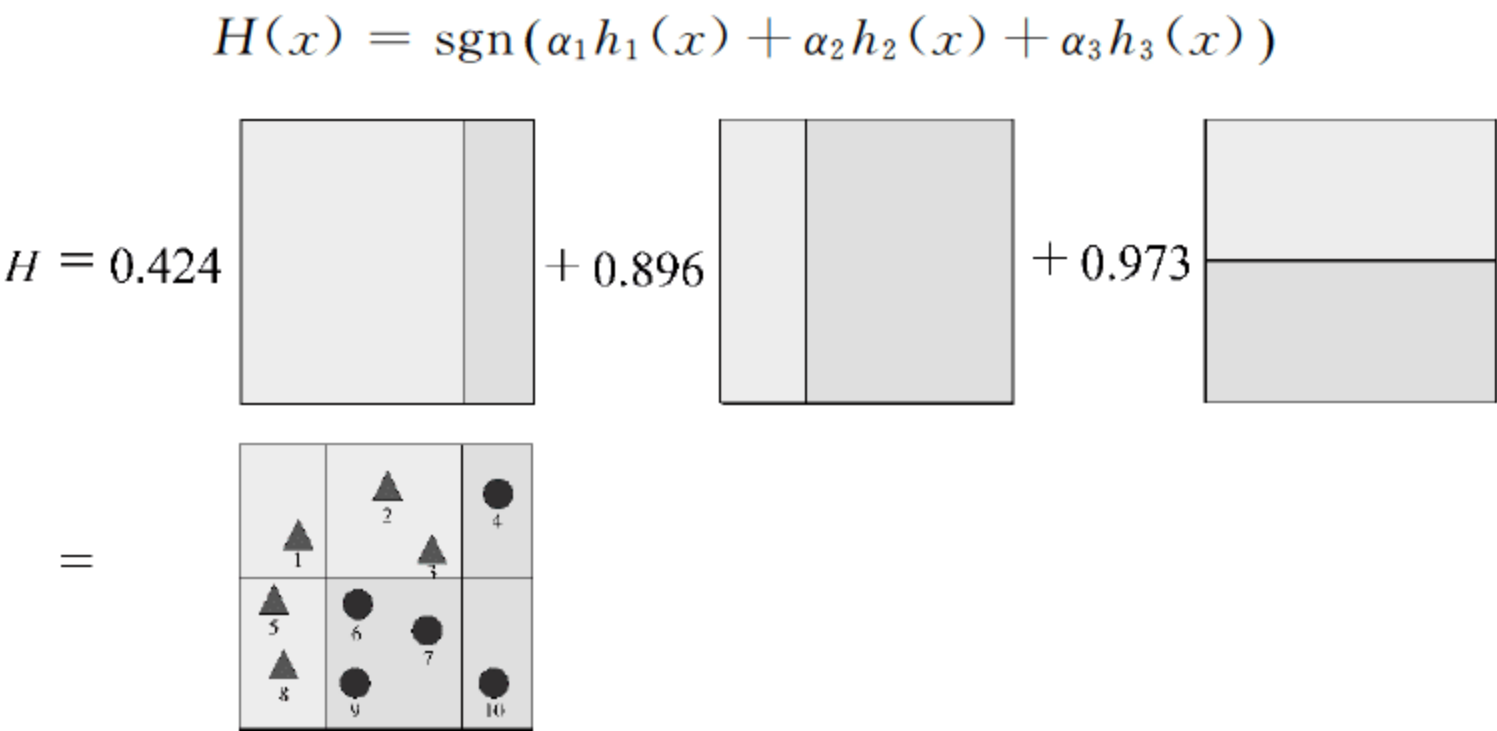 H(x) = sgn(α₁h₁(x) + α₂h₂(x) + α₃h₃(x))
H = 0.424 + 0.896 + 0.973
=
2 4
1 3
5 6
7
8 9 10